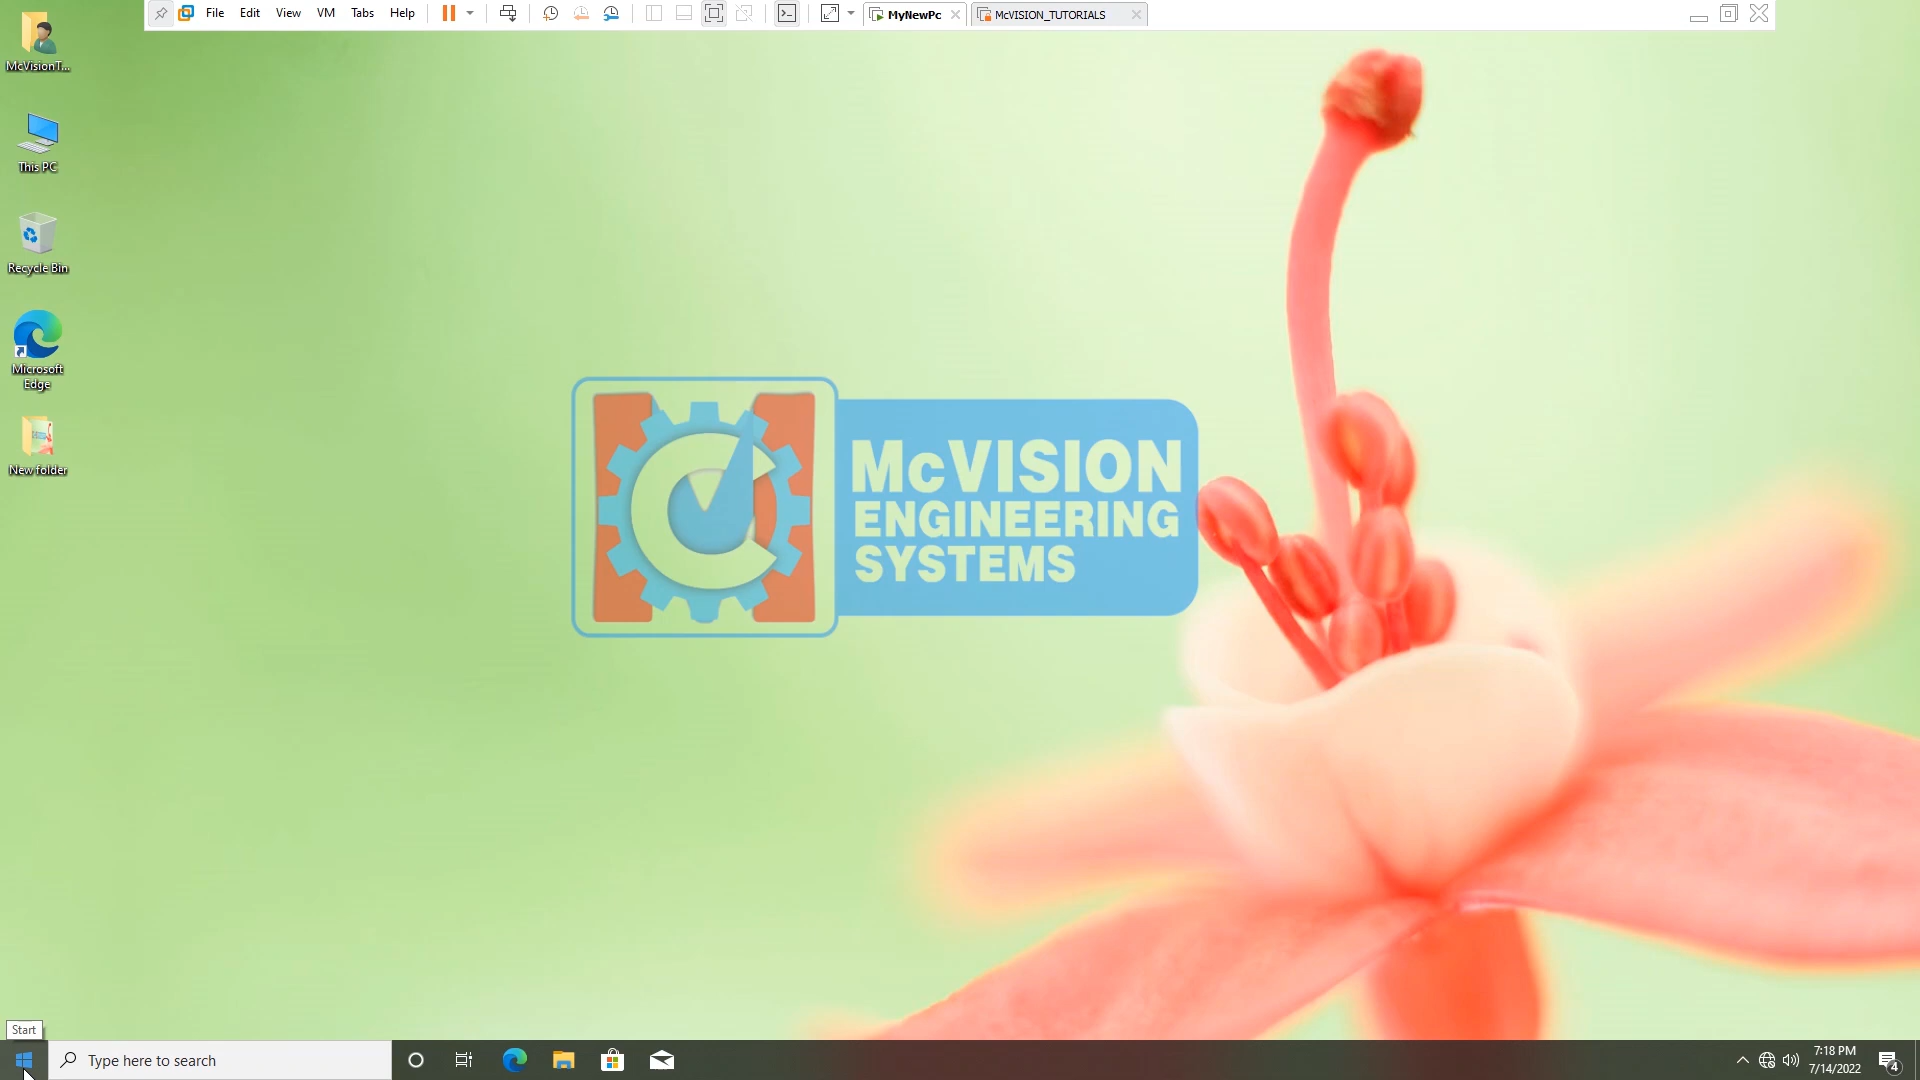 File Edit View VM Tabs Help MyNewPc McVISION_TUTORIALS
McVisionT...
This PC
Recycle Bin
Microsoft
Edge
New folder
McVISION
ENGINEERING
SYSTEMS
Start
Type here to search
7:18 PM
7/14/2022
4